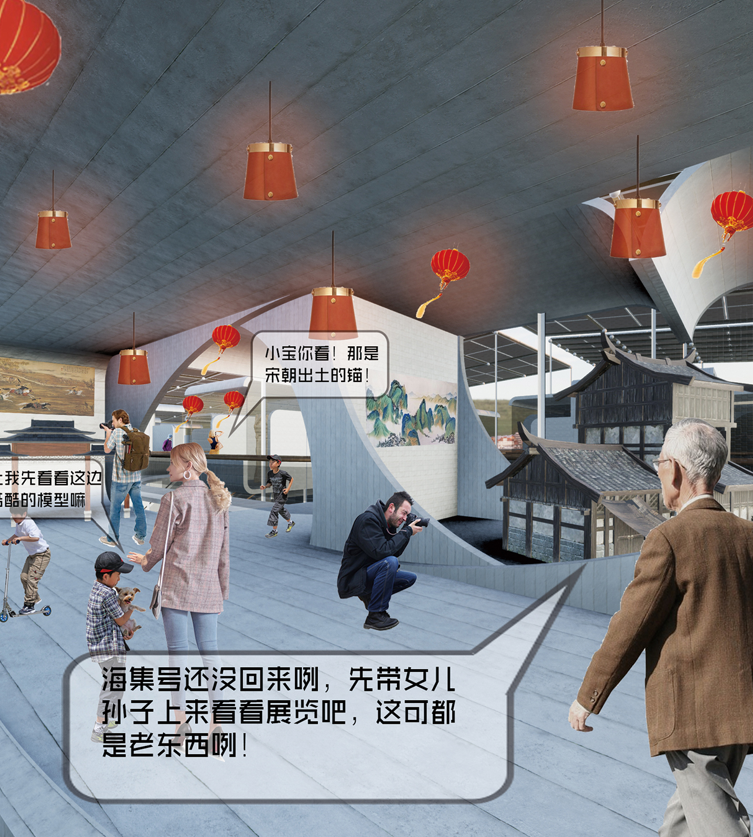 小宝你看！那是
宋朝出土的锚！
我先看看这边
酷的模型嘛
海集号还没回来咧，先带女儿
孙子上来看看展览吧，这可都
是老东西咧！